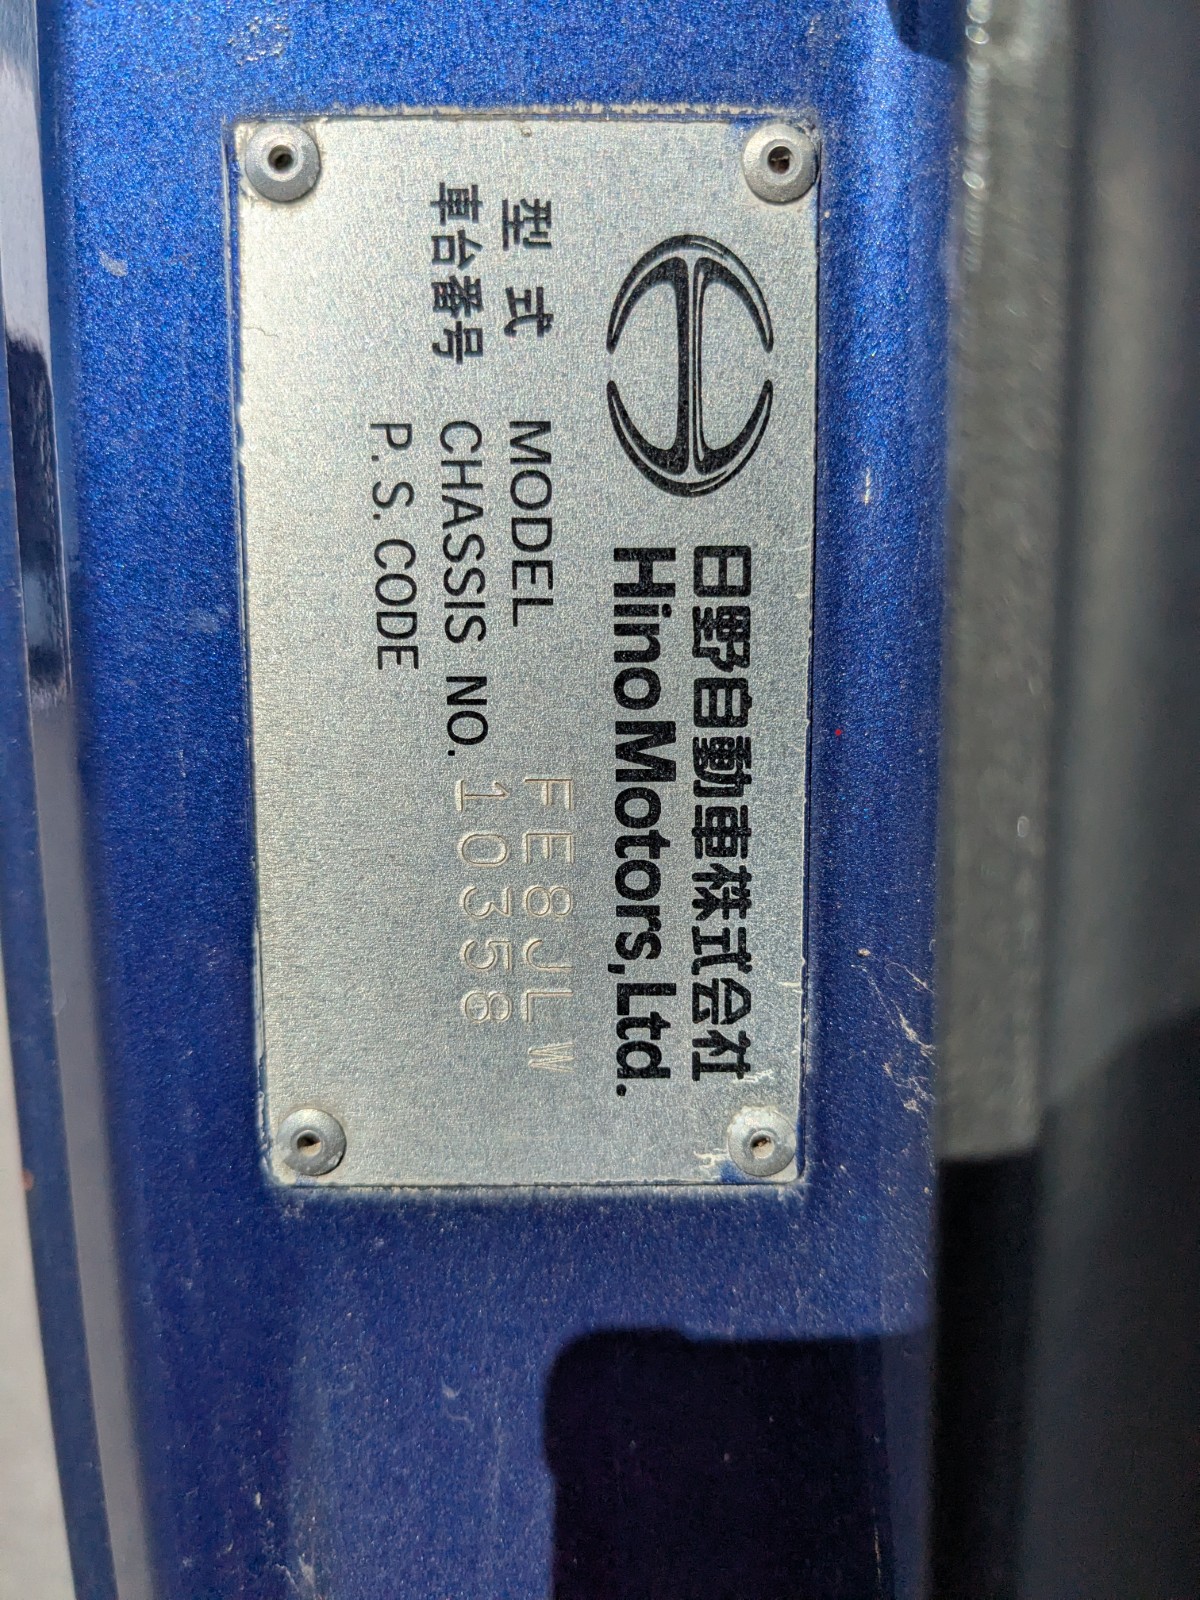 日野自動車株式会社
Hino Motors, Ltd.
型式 MODEL FE8JLW
車台番号 CHASSIS NO. 10358
P. S. CODE